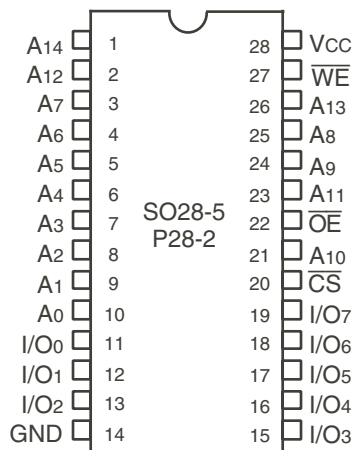 A14 1 28 VCC
A12 2 27 W̅E̅
A7 3 26 A13
A6 4 25 A8
A5 5 24 A9
A4 6 23 A11
SO28-5
A3 7 22 O̅E̅
P28-2
A2 8 21 A10
A1 9 20 C̅S̅
A0 10 19 I/O7
I/O0 11 18 I/O6
I/O1 12 17 I/O5
I/O2 13 16 I/O4
GND 14 15 I/O3